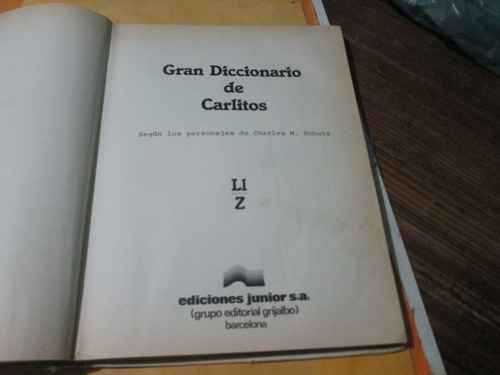 Gran Diccionario
de
Carlitos
Según los personajes de Charles M. Schulz
Ll
Z
ediciones junior s.a.
(grupo editorial grijalbo)
barcelona